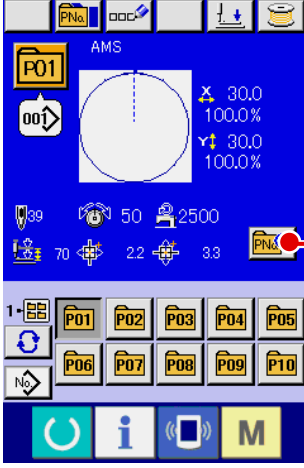 PNo.
AMS
P01
001
X 30.0
100.0%
Y 30.0
100.0%
39 50 2500
70 2.2 3.3
PNo.
1- P01 P02 P03 P04 P05
P06 P07 P08 P09 P10
No.
i M